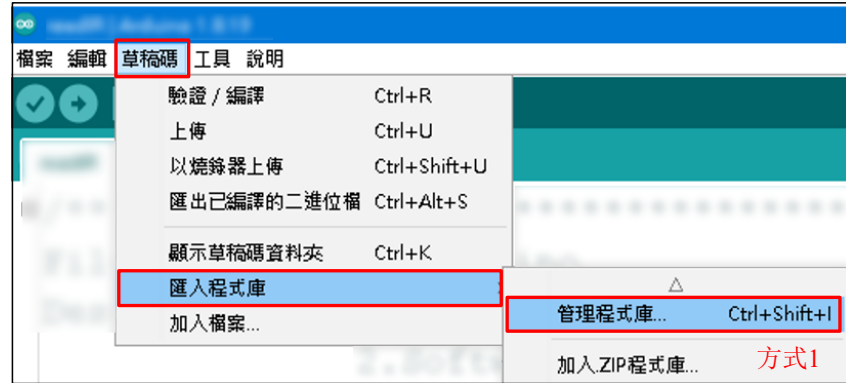 檔案 編輯 草稿碼 工具 說明
驗證 / 編譯 Ctrl+R
上傳 Ctrl+U
以燒錄器上傳 Ctrl+Shift+U
匯出已編譯的二進位檔 Ctrl+Alt+S
顯示草稿碼資料夾 Ctrl+K
匯入程式庫
加入檔案...
△
管理程式庫... Ctrl+Shift+I
加入.ZIP程式庫...
方式1